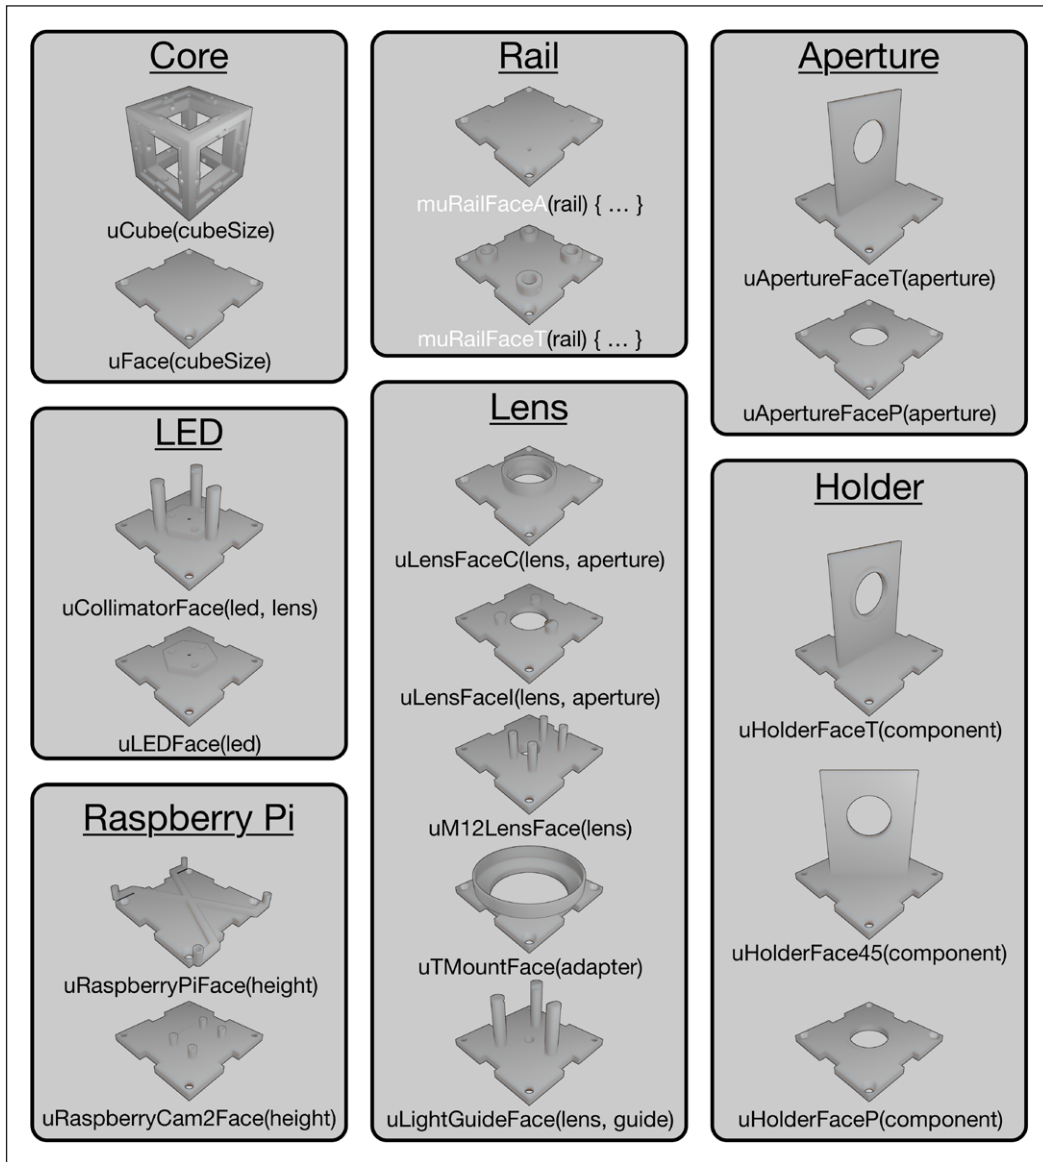 Core
uCube(cubeSize)
uFace(cubeSize)
Rail
muRailFaceA(rail) { … }
muRailFaceT(rail) { … }
Aperture
uApertureFaceT(aperture)
uApertureFaceP(aperture)
LED
uCollimatorFace(led, lens)
uLEDFace(led)
Lens
uLensFaceC(lens, aperture)
uLensFaceI(lens, aperture)
uM12LensFace(lens)
uTMountFace(adapter)
uLightGuideFace(lens, guide)
Holder
uHolderFaceT(component)
uHolderFace45(component)
uHolderFaceP(component)
Raspberry Pi
uRaspberryPiFace(height)
uRaspberryCam2Face(height)